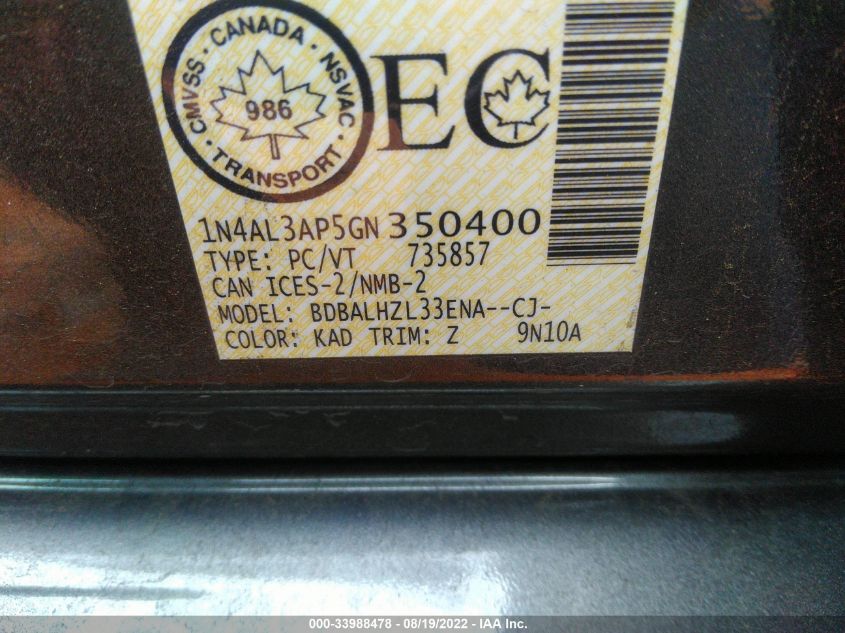 CMVSS · CANADA · NSVAC · TRANSPORT ·
986
EC
1N4AL3AP5GN350400
TYPE: PC/VT 735857
CAN ICES-2/NMB-2
MODEL: BDBALHZL33ENA--CJ-
COLOR: KAD TRIM: Z 9N10A
000-33988478 - 08/19/2022 - IAA Inc.